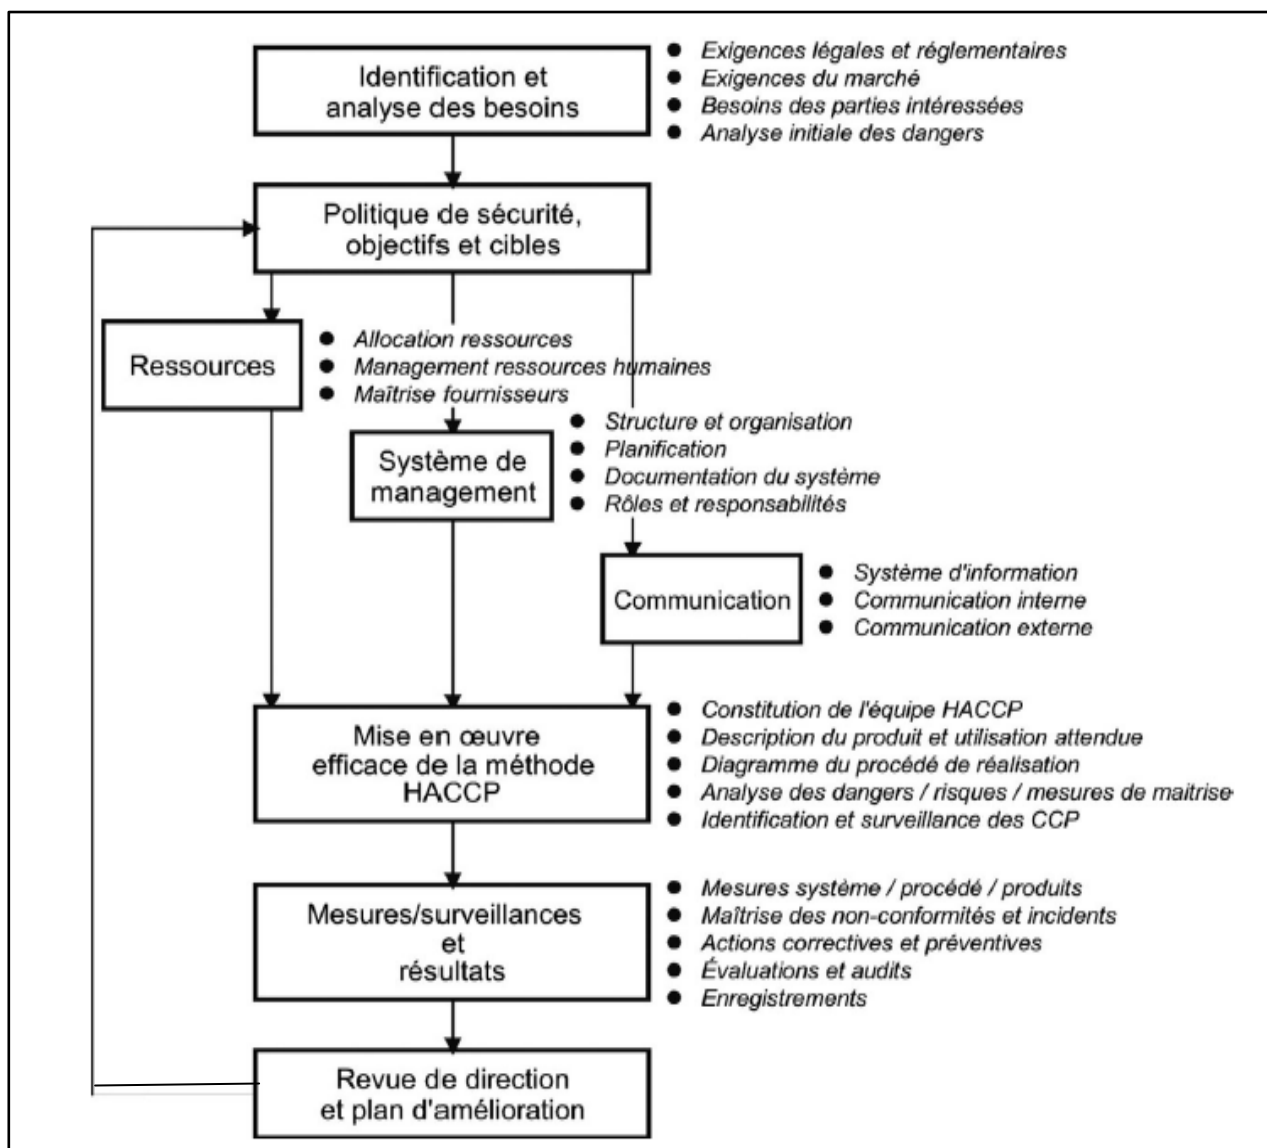 Identification et
analyse des besoins
● Exigences légales et réglementaires
● Exigences du marché
● Besoins des parties intéressées
● Analyse initiale des dangers
Politique de sécurité,
objectifs et cibles
Ressources
● Allocation ressources
● Management ressources humaines
● Maîtrise fournisseurs
Système de
management
● Structure et organisation
● Planification
● Documentation du système
● Rôles et responsabilités
Communication
● Système d'information
● Communication interne
● Communication externe
Mise en œuvre
efficace de la méthode
HACCP
● Constitution de l'équipe HACCP
● Description du produit et utilisation attendue
● Diagramme du procédé de réalisation
● Analyse des dangers / risques / mesures de maitrise
● Identification et surveillance des CCP
Mesures/surveillances
et
résultats
● Mesures système / procédé / produits
● Maîtrise des non-conformités et incidents
● Actions correctives et préventives
● Évaluations et audits
● Enregistrements
Revue de direction
et plan d'amélioration